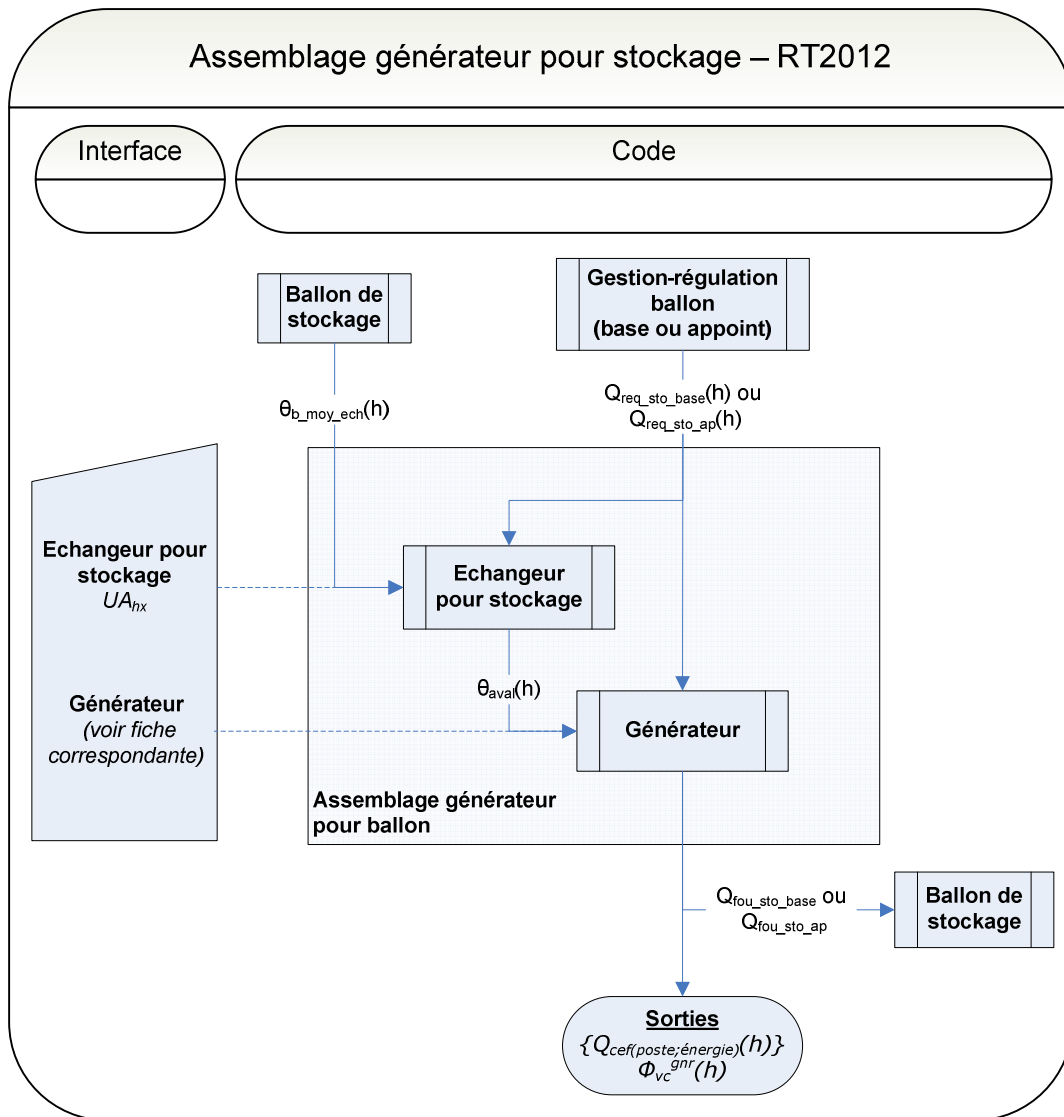 Assemblage générateur pour stockage – RT2012
Interface
Code
Ballon de
stockage
Gestion-régulation
ballon
(base ou appoint)
θb_moy_ech(h)
Qreq_sto_base(h) ou
Qreq_sto_ap(h)
Echangeur pour
stockage
UAhx
Echangeur
pour stockage
θaval(h)
Générateur
(voir fiche
correspondante)
Générateur
Assemblage générateur
pour ballon
Qfou_sto_base ou
Qfou_sto_ap
Ballon de
stockage
Sorties
{Qcef(poste;énergie)(h)}
Φvcgnr(h)